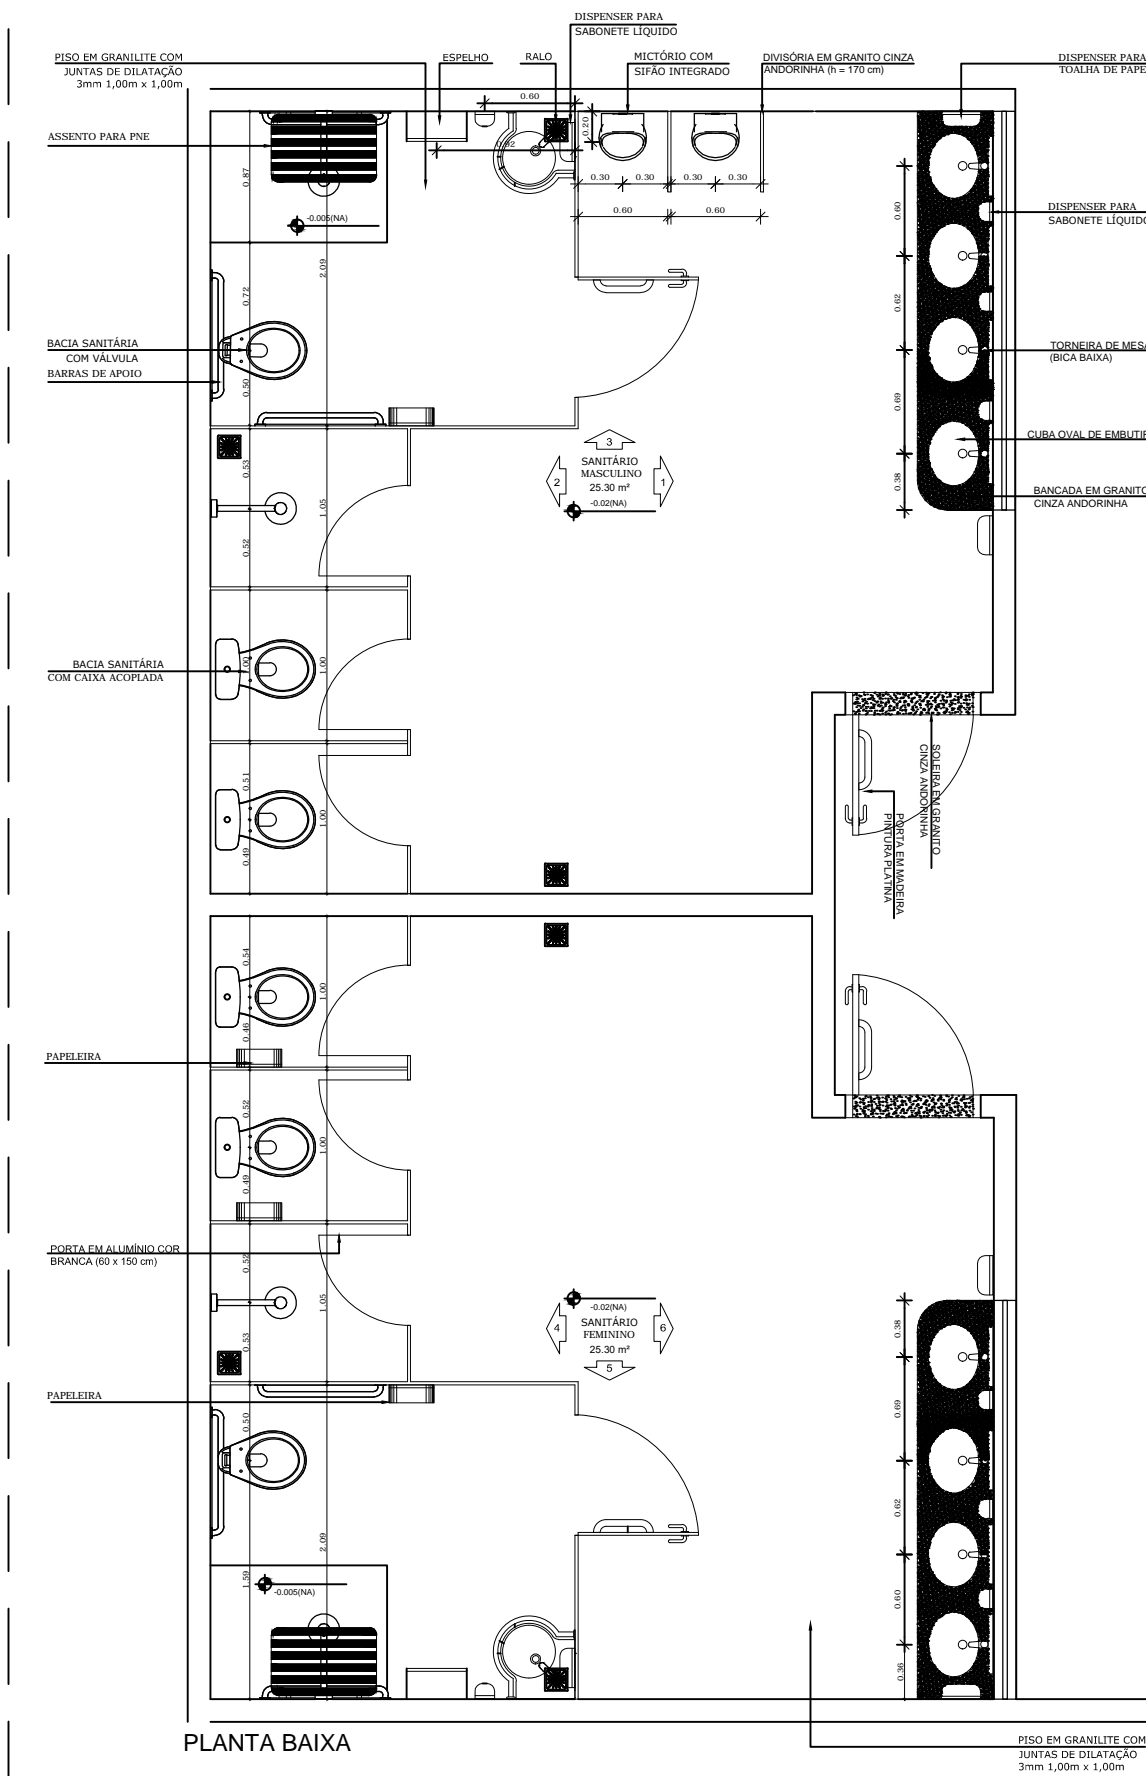 DISPENSER PARA
SABONETE LÍQUIDO
PISO EM GRANILITE COM
JUNTAS DE DILATAÇÃO
3mm 1,00m x 1,00m
ESPELHO
RALO
MICTÓRIO COM
SIFÃO INTEGRADO
DIVISÓRIA EM GRANITO CINZA
ANDORINHA (h = 170 cm)
DISPENSER PARA
TOALHA DE PAPE
0.60
0.20
0.92
ASSENTO PARA PNE
0.87
0.30
0.30
0.30
0.30
0.60
0.60
0.60
-0.005(NA)
DISPENSER PARA
SABONETE LÍQUIDO
2.09
0.72
0.62
BACIA SANITÁRIA
COM VÁLVULA
BARRAS DE APOIO
TORNEIRA DE MESA
(BICA BAIXA)
0.50
0.69
CUBA OVAL DE EMBUTIR
3
SANITÁRIO
MASCULINO
25.30 m²
2
1
-0.02(NA)
0.53
1.05
0.38
BANCADA EM GRANITO
CINZA ANDORINHA
0.52
BACIA SANITÁRIA
COM CAIXA ACOPLADA
1.00
1.00
SOLEIRA EM GRANITO
CINZA ANDORINHA
0.51
1.00
0.49
PORTA EM MADEIRA
PINTURA PLATINA
0.54
1.00
0.46
PAPELEIRA
0.52
1.00
0.49
PORTA EM ALUMÍNIO COR
BRANCA (60 x 150 cm)
0.52
1.05
0.53
-0.02(NA)
4
SANITÁRIO
FEMININO
25.30 m²
6
5
0.38
PAPELEIRA
0.50
0.69
2.09
0.62
1.59
-0.005(NA)
0.60
0.36
PLANTA BAIXA
PISO EM GRANILITE COM
JUNTAS DE DILATAÇÃO
3mm 1,00m x 1,00m